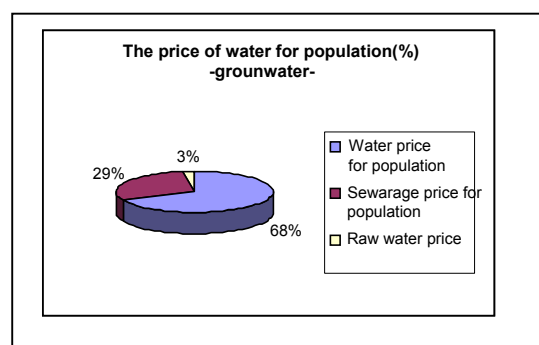 The price of water for population(%)
-grounwater-
3%
29%
68%
Water price
for population
Sewarage price for
population
Raw water price